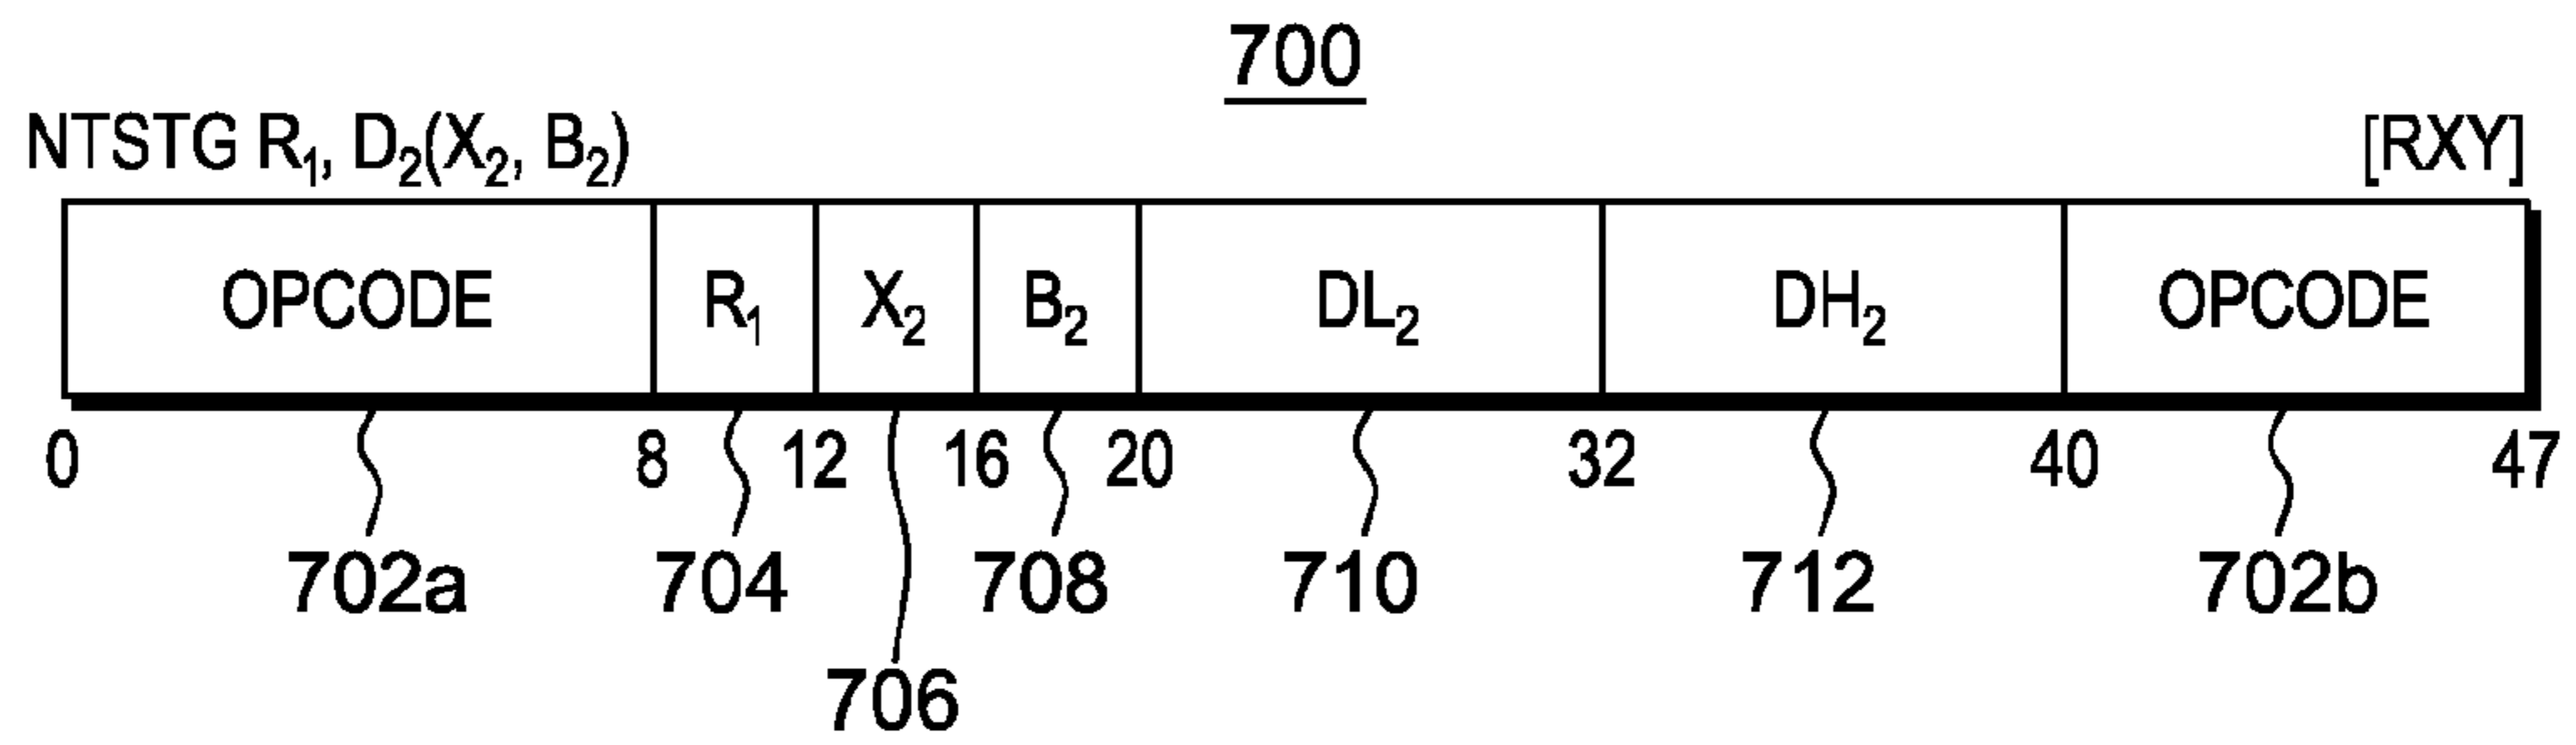 700
NTSTG R1, D2(X2, B2) [RXY]
OPCODE R1 X2 B2 DL2 DH2 OPCODE
0 8 12 16 20 32 40 47
702a 704 708 710 712 702b
706